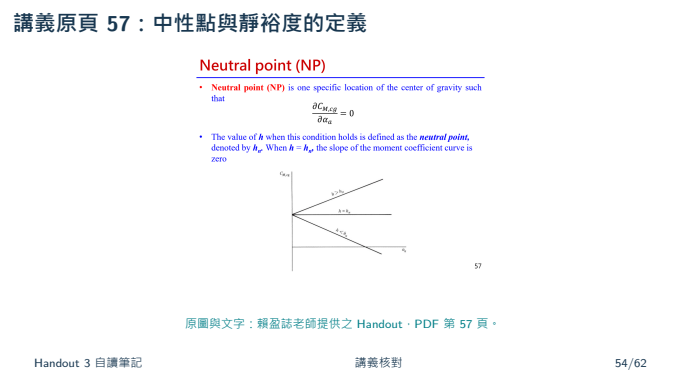 講義原頁 57：中性點與靜裕度的定義
Neutral point (NP)
• Neutral point (NP) is one specific location of the center of gravity such
that
∂C_{M,cg} / ∂α_a = 0
• The value of h when this condition holds is defined as the neutral point,
denoted by h_n. When h = h_n, the slope of the moment coefficient curve is
zero
C_{M,cg}
h > h_n
h = h_n
h < h_n
α_a
57
原圖與文字：賴盈誌老師提供之 Handout，PDF 第 57 頁。
Handout 3 自讀筆記
講義核對
54/62